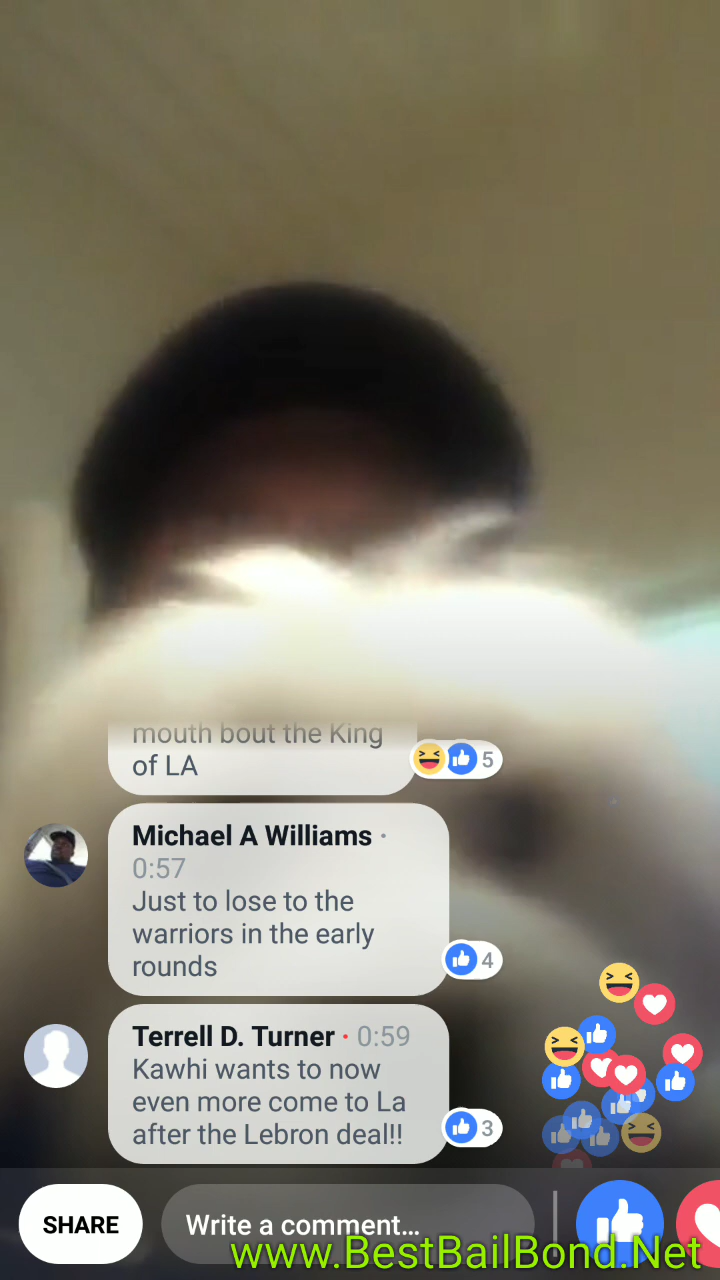 mouth bout the King
of LA
5
Michael A Williams ·
0:57
Just to lose to the
warriors in the early
rounds
4
Terrell D. Turner · 0:59
Kawhi wants to now
even more come to La
after the Lebron deal!!
3
SHARE
Write a comment...
www.BestBailBond.Net